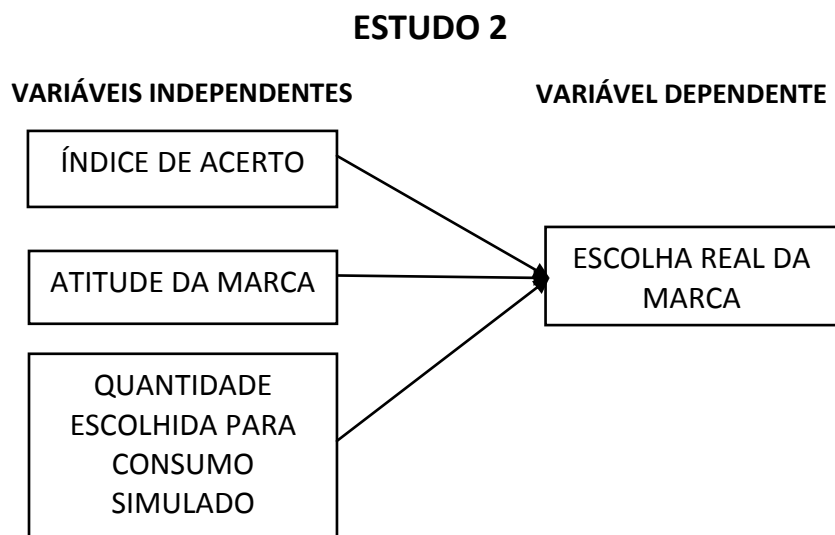 ESTUDO 2
VARIÁVEIS INDEPENDENTES
VARIÁVEL DEPENDENTE
ÍNDICE DE ACERTO
ATITUDE DA MARCA
QUANTIDADE
ESCOLHIDA PARA
CONSUMO
SIMULADO
ESCOLHA REAL DA
MARCA